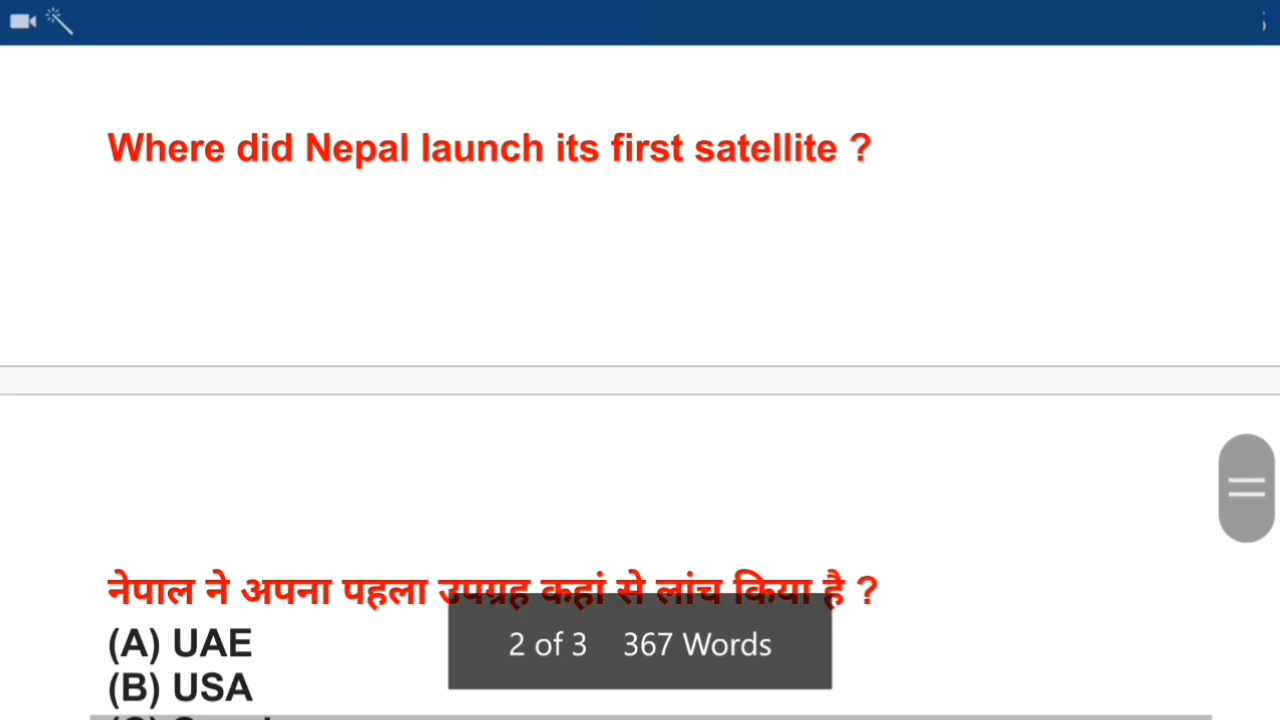 Where did Nepal launch its first satellite ?
नेपाल ने अपना पहला उपग्रह कहां से लांच किया है ?
(A) UAE
2 of 3 367 Words
(B) USA